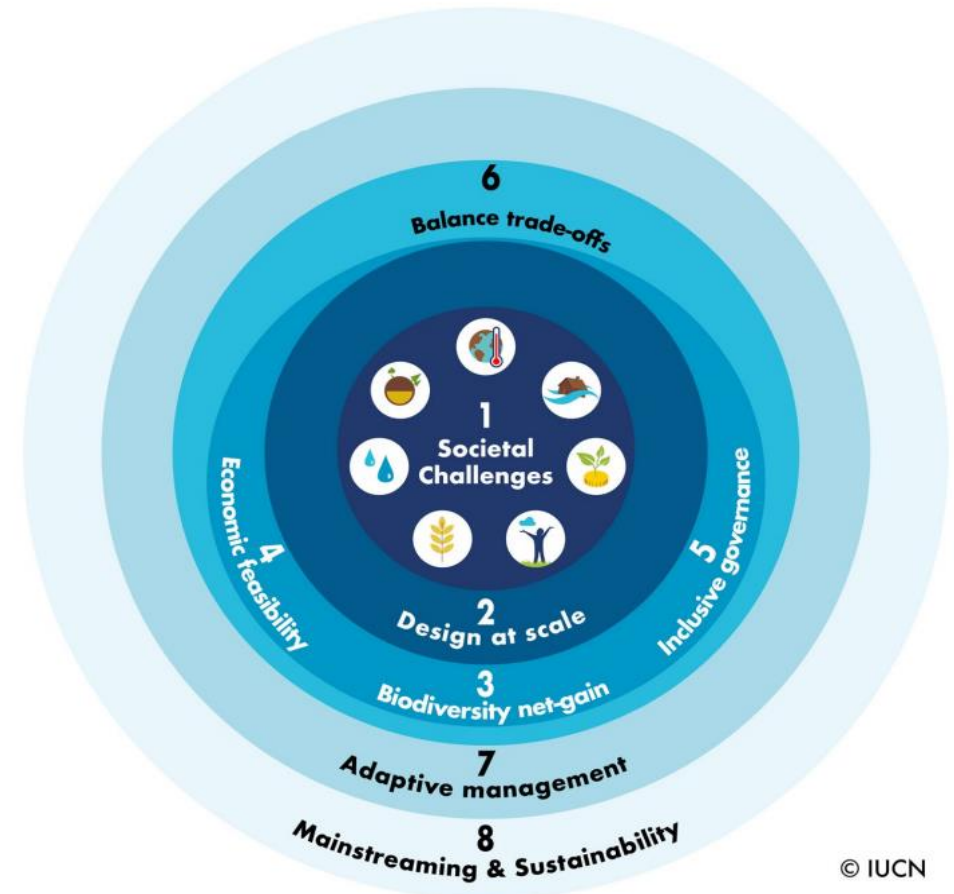 6
Balance trade-offs
1
Societal
Challenges
4
Economic feasibility
5
Inclusive governance
2
Design at scale
3
Biodiversity net-gain
7
Adaptive management
8
Mainstreaming & Sustainability
© IUCN